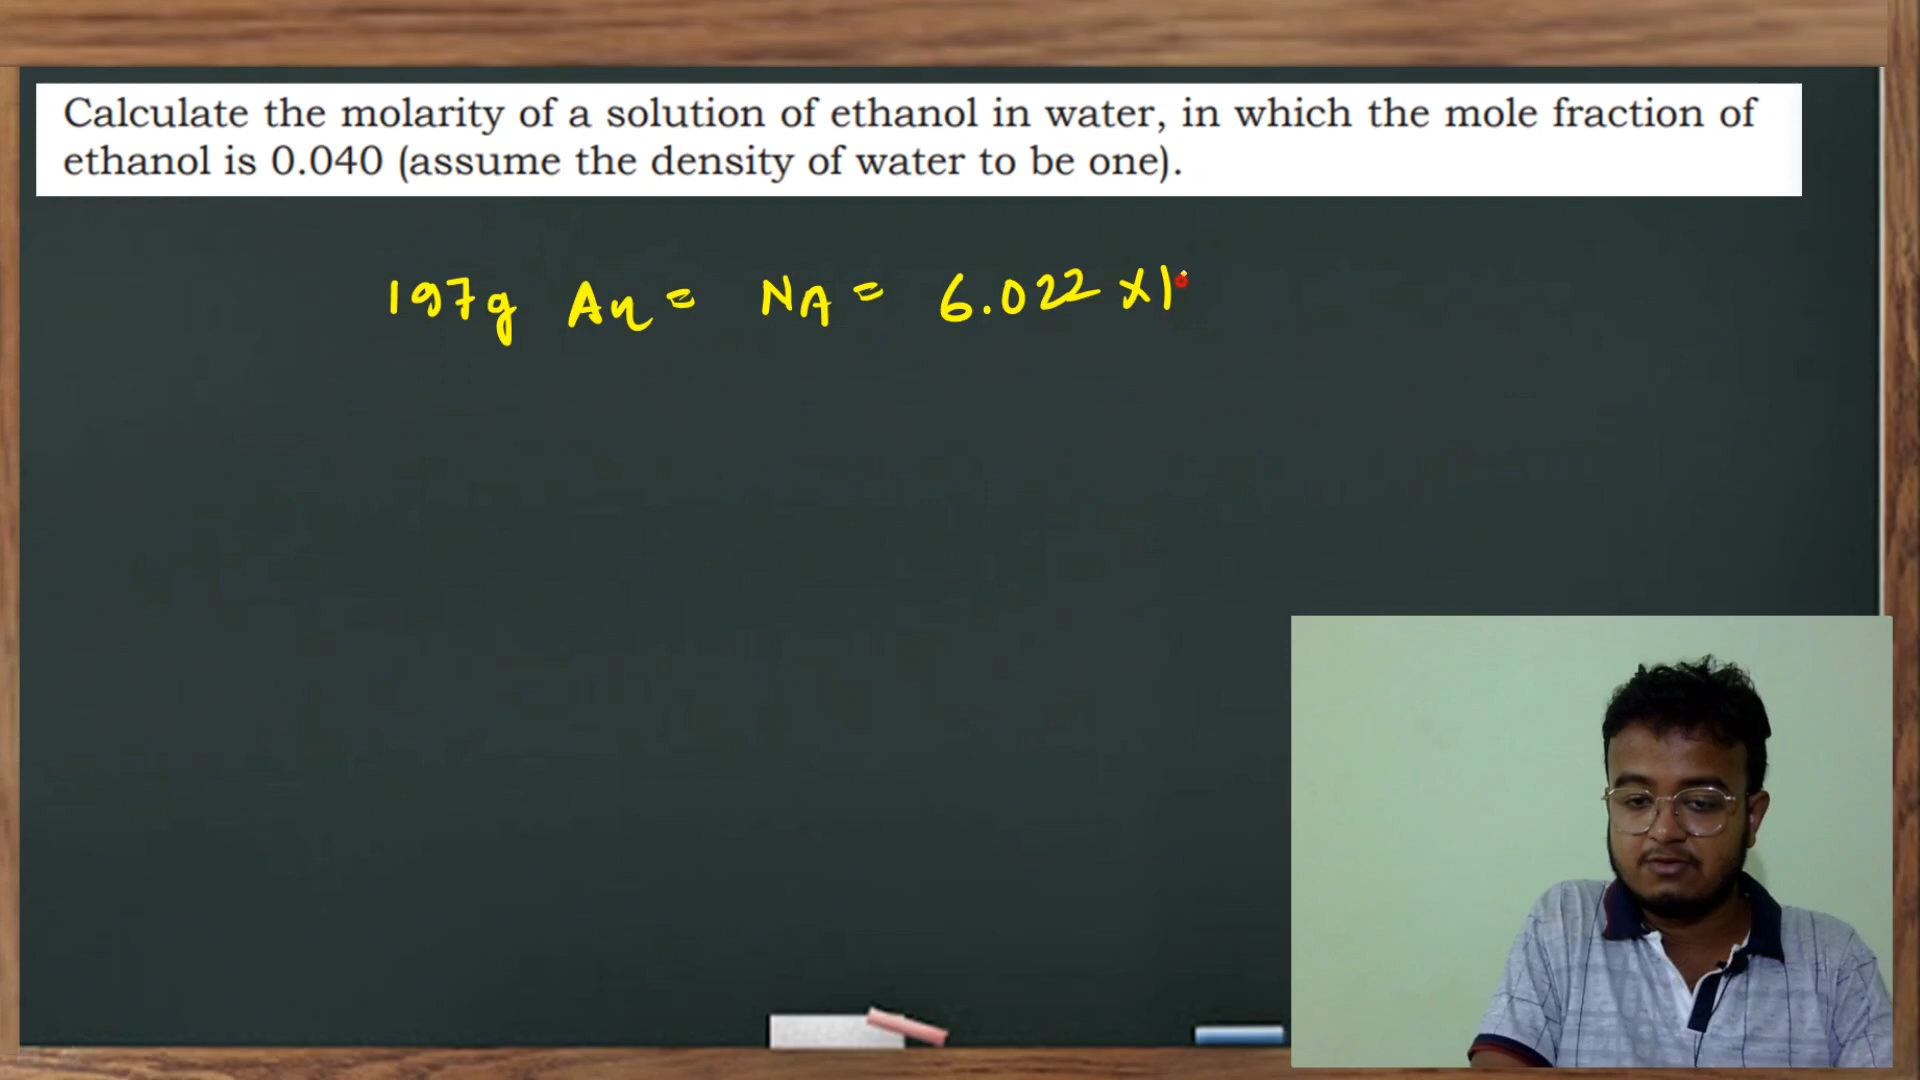 Calculate the molarity of a solution of ethanol in water, in which the mole fraction of
ethanol is 0.040 (assume the density of water to be one).
197g Au = NA = 6.022 × 1